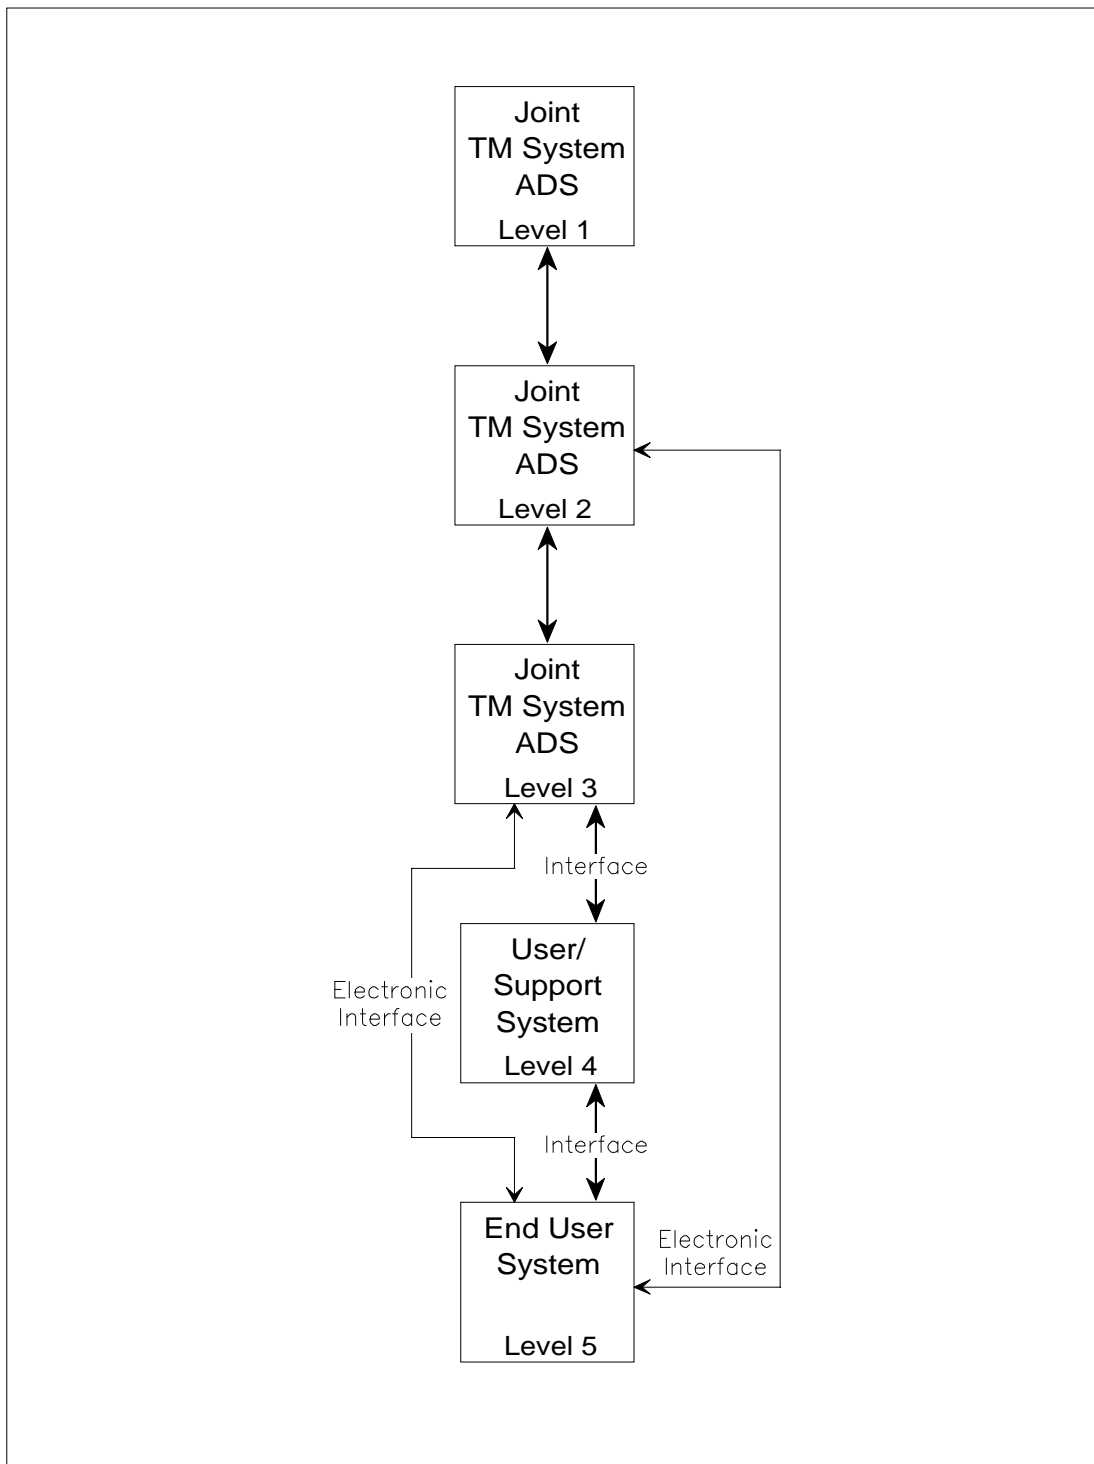 Joint
TM System
ADS
Level 1
Joint
TM System
ADS
Level 2
Joint
TM System
ADS
Level 3
Interface
User/
Support
System
Level 4
Electronic
Interface
Interface
End User
System
Level 5
Electronic
Interface